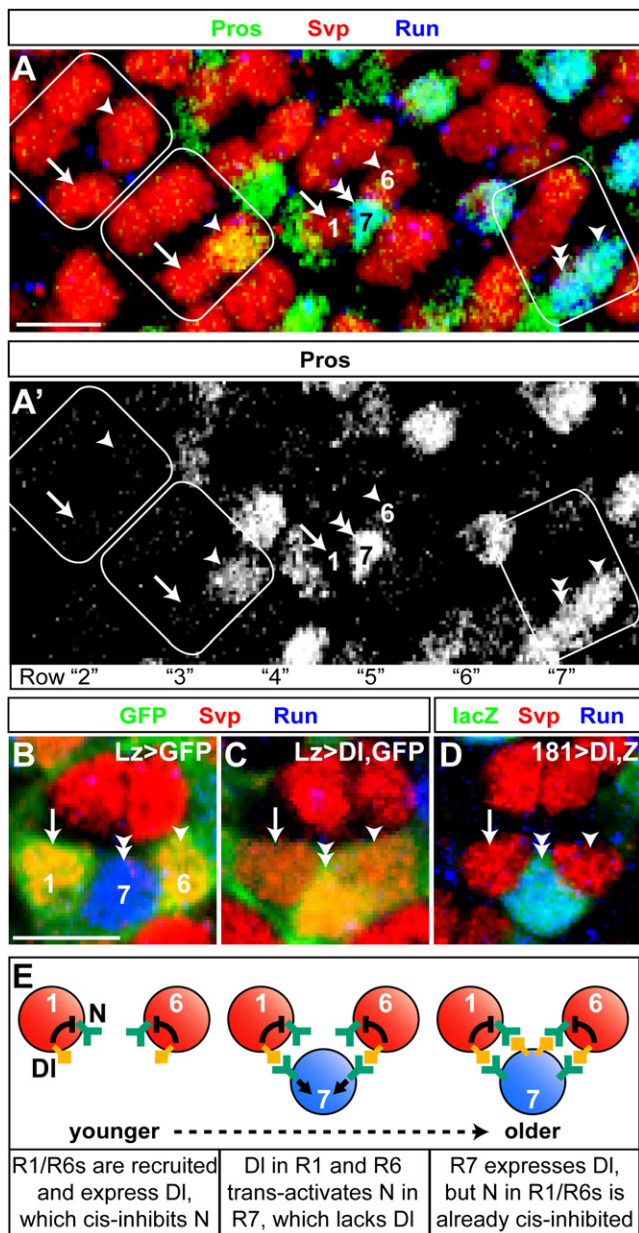 Pros Svp Run
A
6
1
7
Pros
A'
6
1
7
Row "2" "3" "4" "5" "6" "7"
GFP Svp Run
lacZ Svp Run
B Lz>GFP
1
7
6
C Lz>Dl,GFP
D 181>Dl,Z
E
1 6 1 6 1 6
N
Dl
7 7
younger older
R1/R6s are recruited
and express Dl,
which cis-inhibits N
Dl in R1 and R6
trans-activates N in
R7, which lacks Dl
R7 expresses Dl,
but N in R1/R6s is
already cis-inhibited